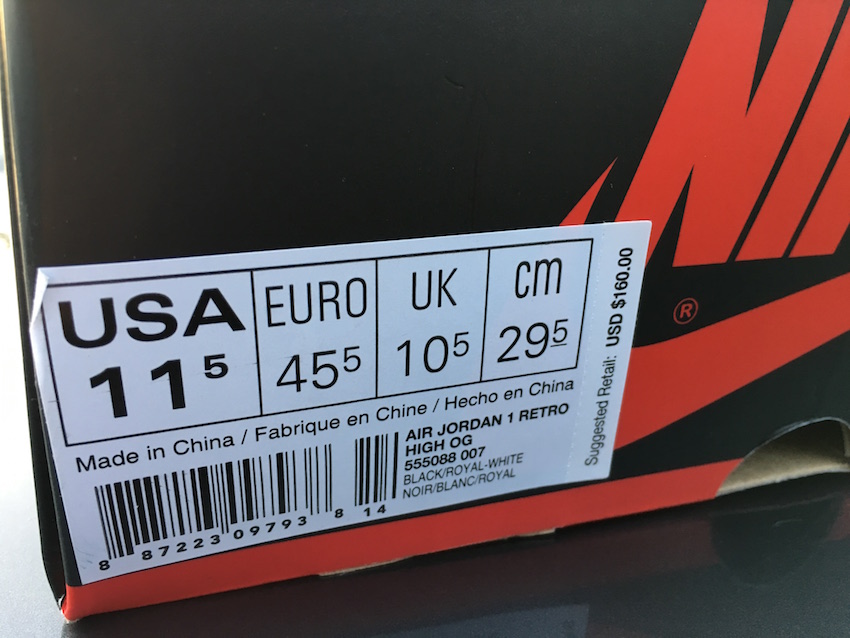 NIK
®
USA EURO UK cm
11 5 45 5 10 5 29 5
Made in China / Fabrique en Chine / Hecho en China
AIR JORDAN 1 RETRO
HIGH OG
555088 007
BLACK/ROYAL-WHITE
NOIR/BLANC/ROYAL
8 87223 09793 8 14
Suggested Retail: USD $160.00